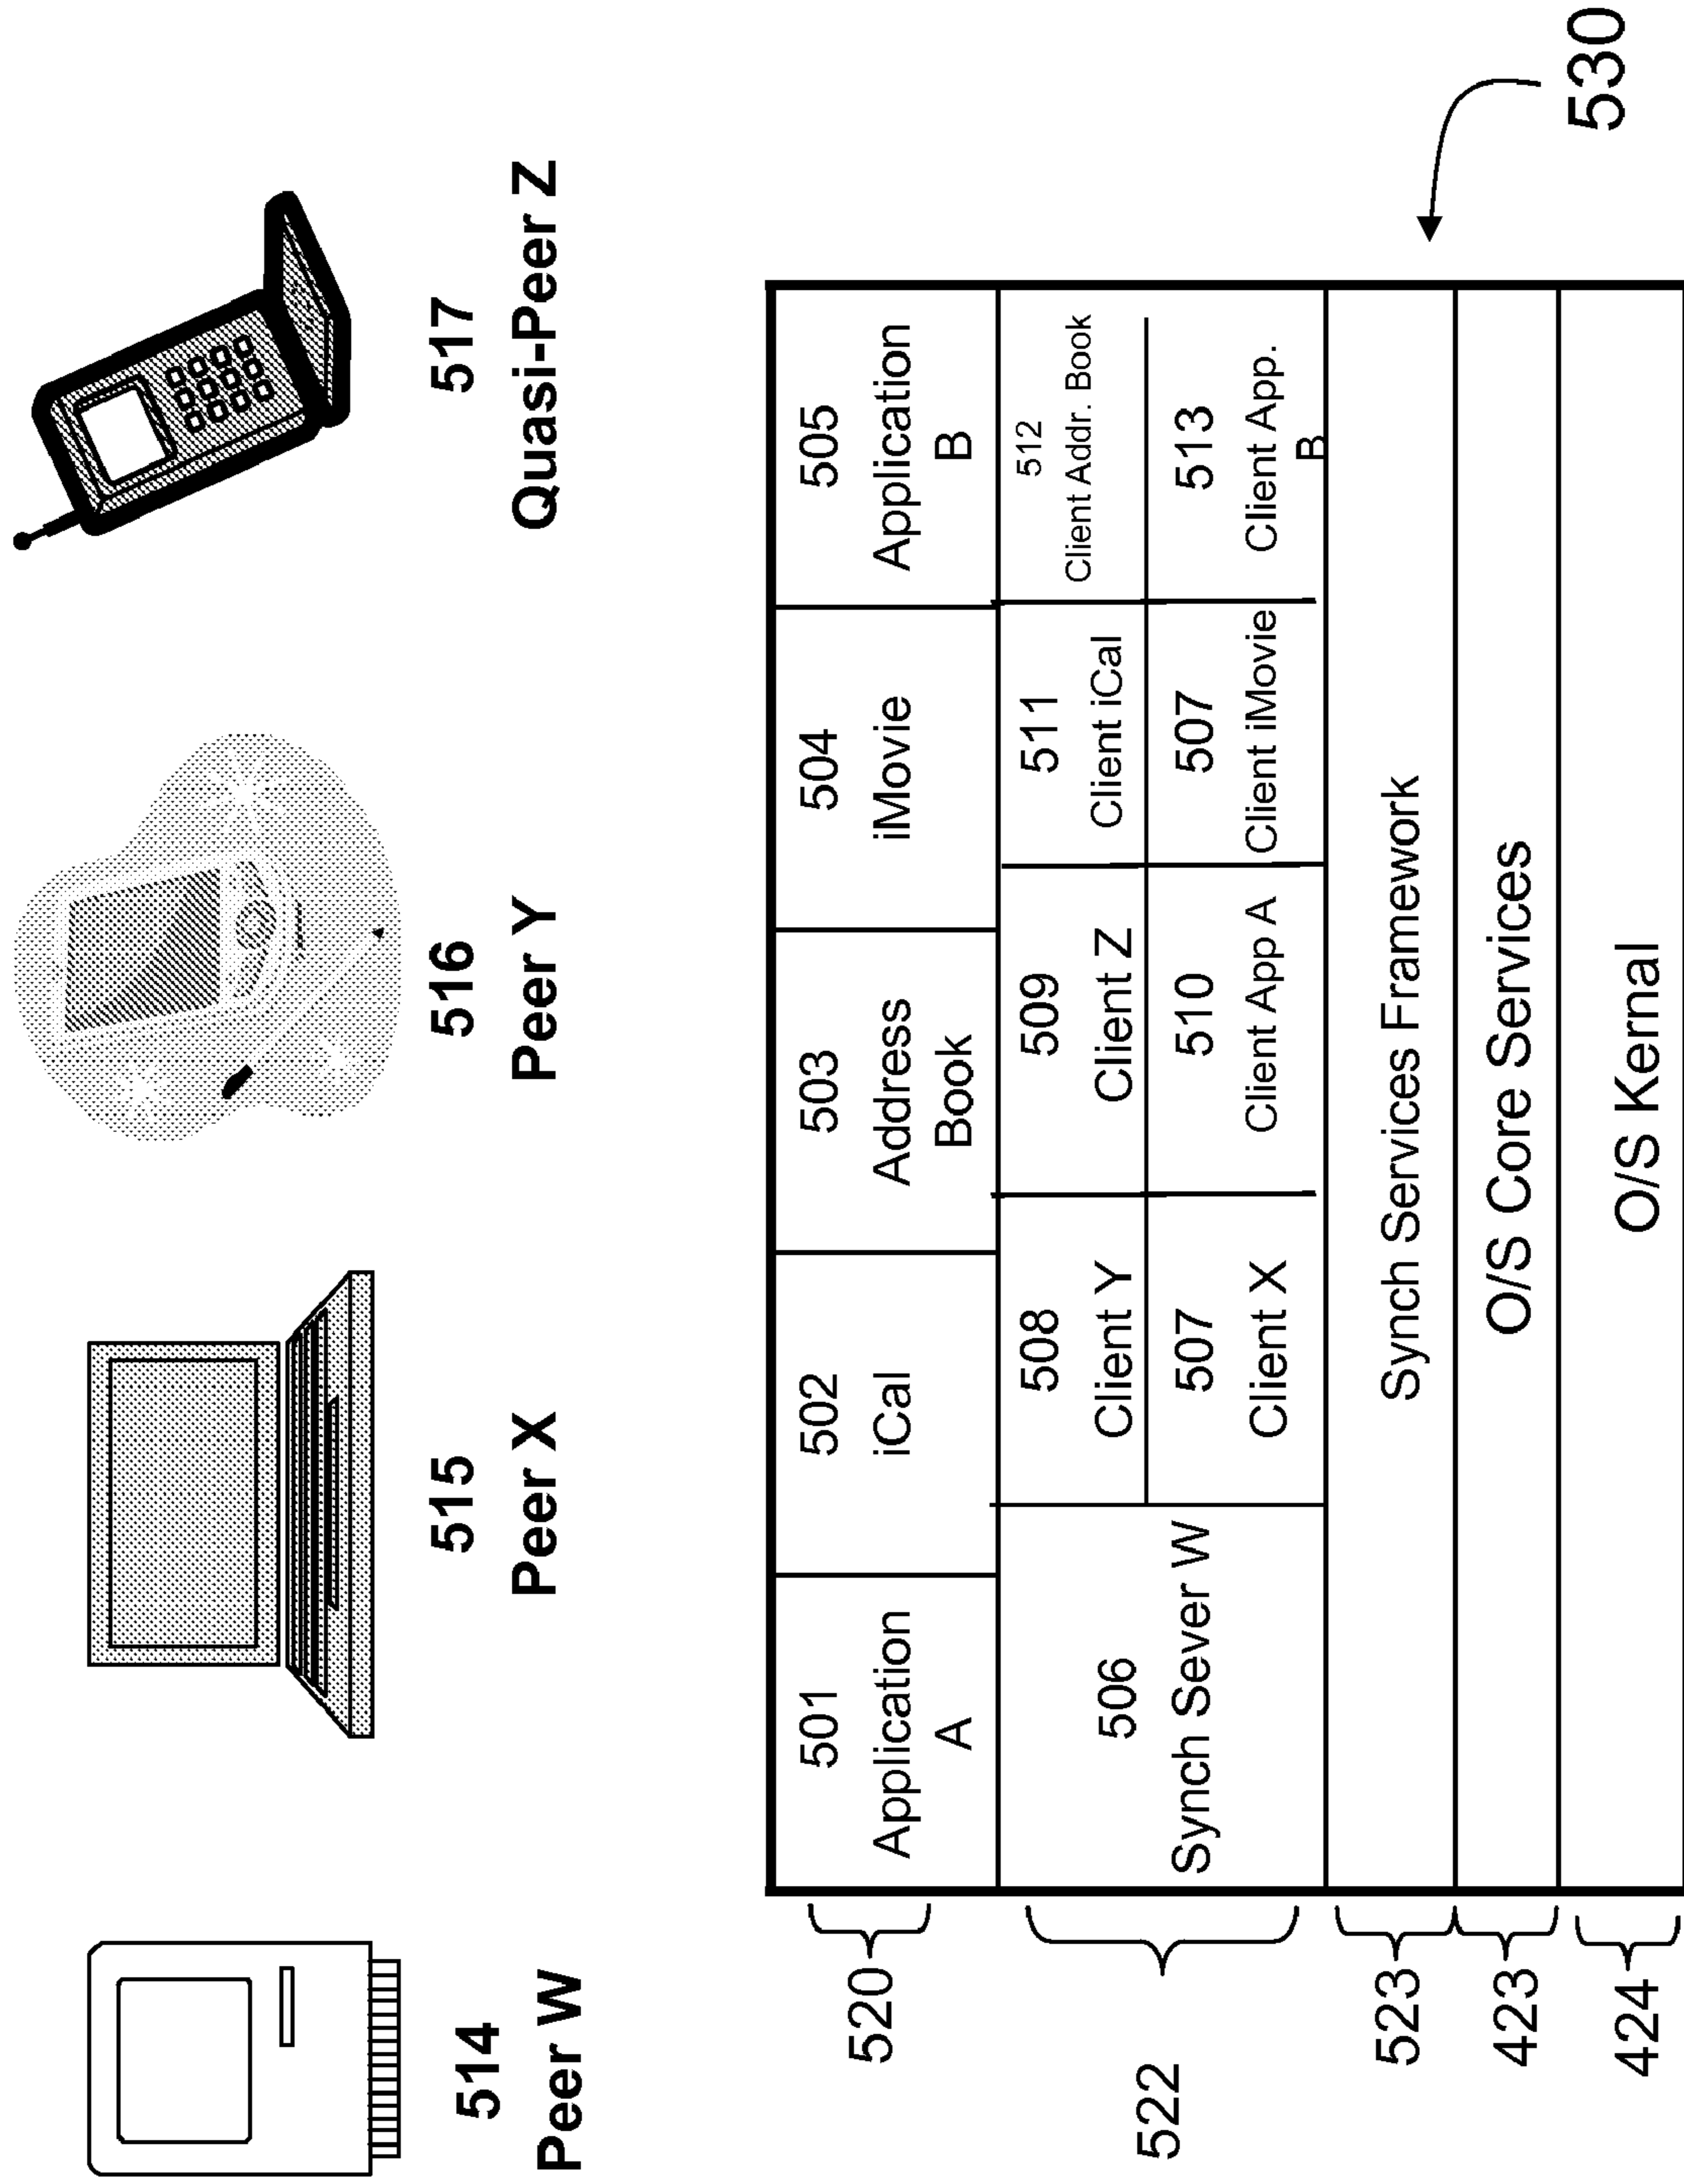 514
Peer W
515
Peer X
516
Peer Y
517
Quasi-Peer Z
520
501
Application
A
502
iCal
503
Address
Book
504
iMovie
505
Application
B
522
506
Synch Sever W
508
Client Y
509
Client Z
511
Client iCal
512
Client Addr. Book
507
Client X
510
Client App A
507
Client iMovie
513
Client App.
B
523
Synch Services Framework
423
O/S Core Services
424
O/S Kernal
530